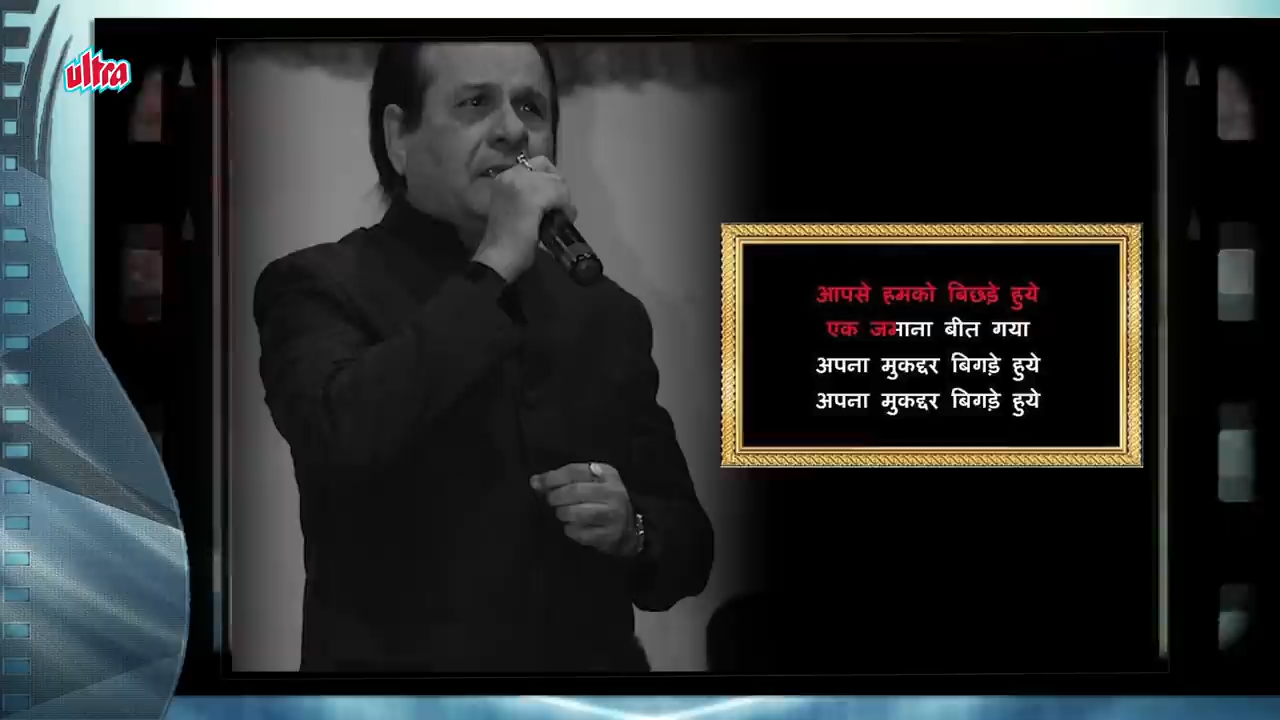 ultra
आपसे हमको बिछड़े हुये
एक जमाना बीत गया
अपना मुकद्दर बिगड़े हुये
अपना मुकद्दर बिगड़े हुये